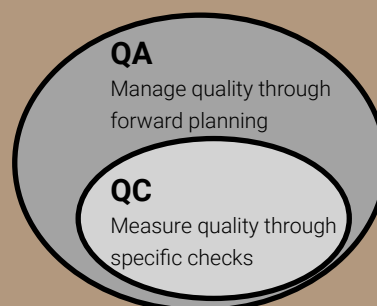 QA
Manage quality through
forward planning
QC
Measure quality through
specific checks